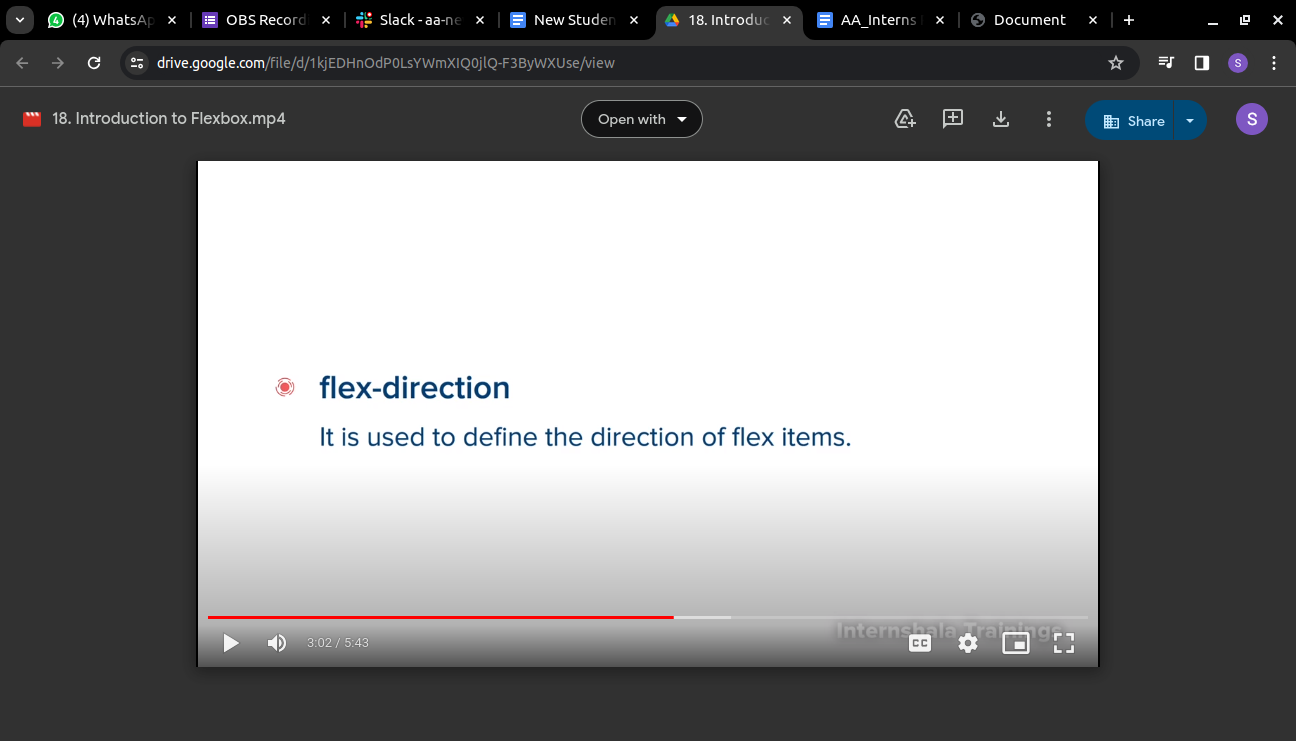 (4) WhatsAp
OBS Record
Slack - aa-ne
New Studen
18. Introduc
AA_Interns
Document
drive.google.com/file/d/1kjEDHnOdP0LsYWmXIQ0jlQ-F3ByWXUse/view
S
18. Introduction to Flexbox.mp4
Open with
Share
S
flex-direction
It is used to define the direction of flex items.
Internshala Trainings
3:02 / 5:43
CC